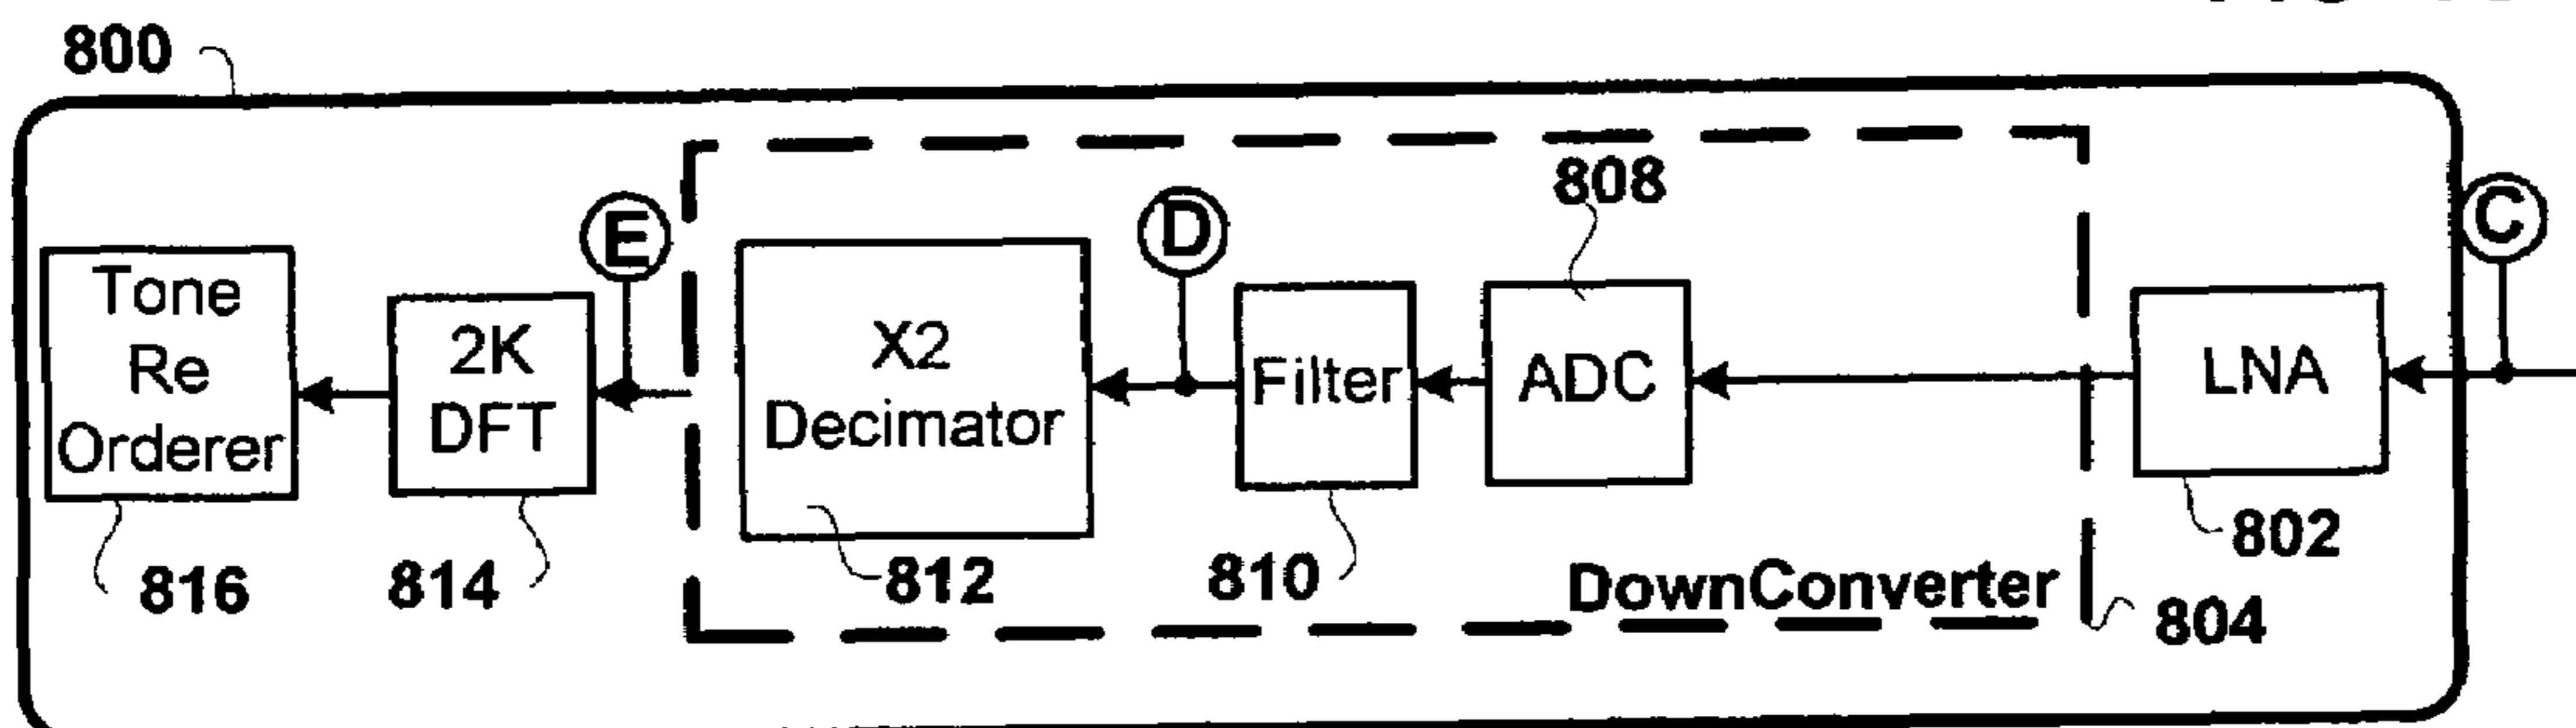 800
808
E
D
C
Tone
Re
Orderer
2K
DFT
X2
Decimator
Filter
ADC
LNA
816
814
812
810
DownConverter
802
804